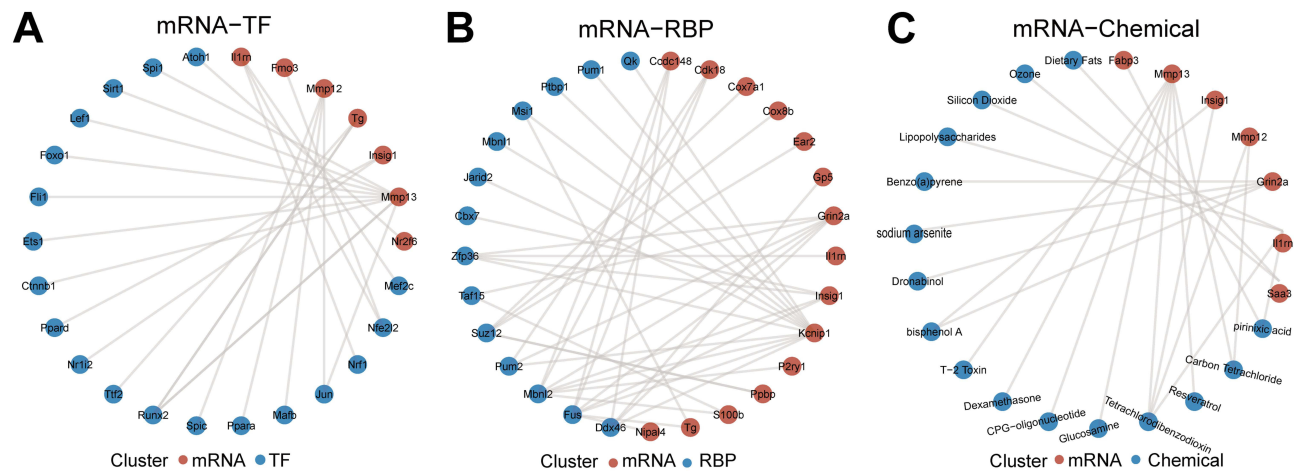 A
mRNA−TF
Atoh1
Il1rn
Fmo3
Spi1
Mmp12
Sirt1
Tg
Lef1
Insig1
Foxo1
Mmp13
Fli1
Nr2f6
Ets1
Mef2c
Ctnnb1
Nfe2l2
Ppard
Nrf1
Nr1i2
Jun
Ttf2
Mafb
Runx2
Ppara
Spic
Cluster mRNA TF
B
mRNA−RBP
Qk
Ccdc148
Pum1
Cdk18
Ptbp1
Cox7a1
Msi1
Cox8b
Mbnl1
Ear2
Jarid2
Gp5
Cbx7
Grin2a
Zfp36
Il1rn
Taf15
Insig1
Suz12
Kcnip1
Pum2
P2ry1
Mbnl2
Ppbp
Fus
S100b
Ddx46
Nipal4
Tg
Cluster mRNA RBP
C
mRNA−Chemical
Dietary Fats
Fabp3
Ozone
Mmp13
Silicon Dioxide
Insig1
Lipopolysaccharides
Mmp12
Benzo(a)pyrene
Grin2a
sodium arsenite
Il1rn
Dronabinol
Saa3
bisphenol A
pirinixic acid
T−2 Toxin
Carbon Tetrachloride
Dexamethasone
Resveratrol
CPG−oligonucleotide
Tetrachlorodibenzodioxin
Glucosamine
Cluster mRNA Chemical